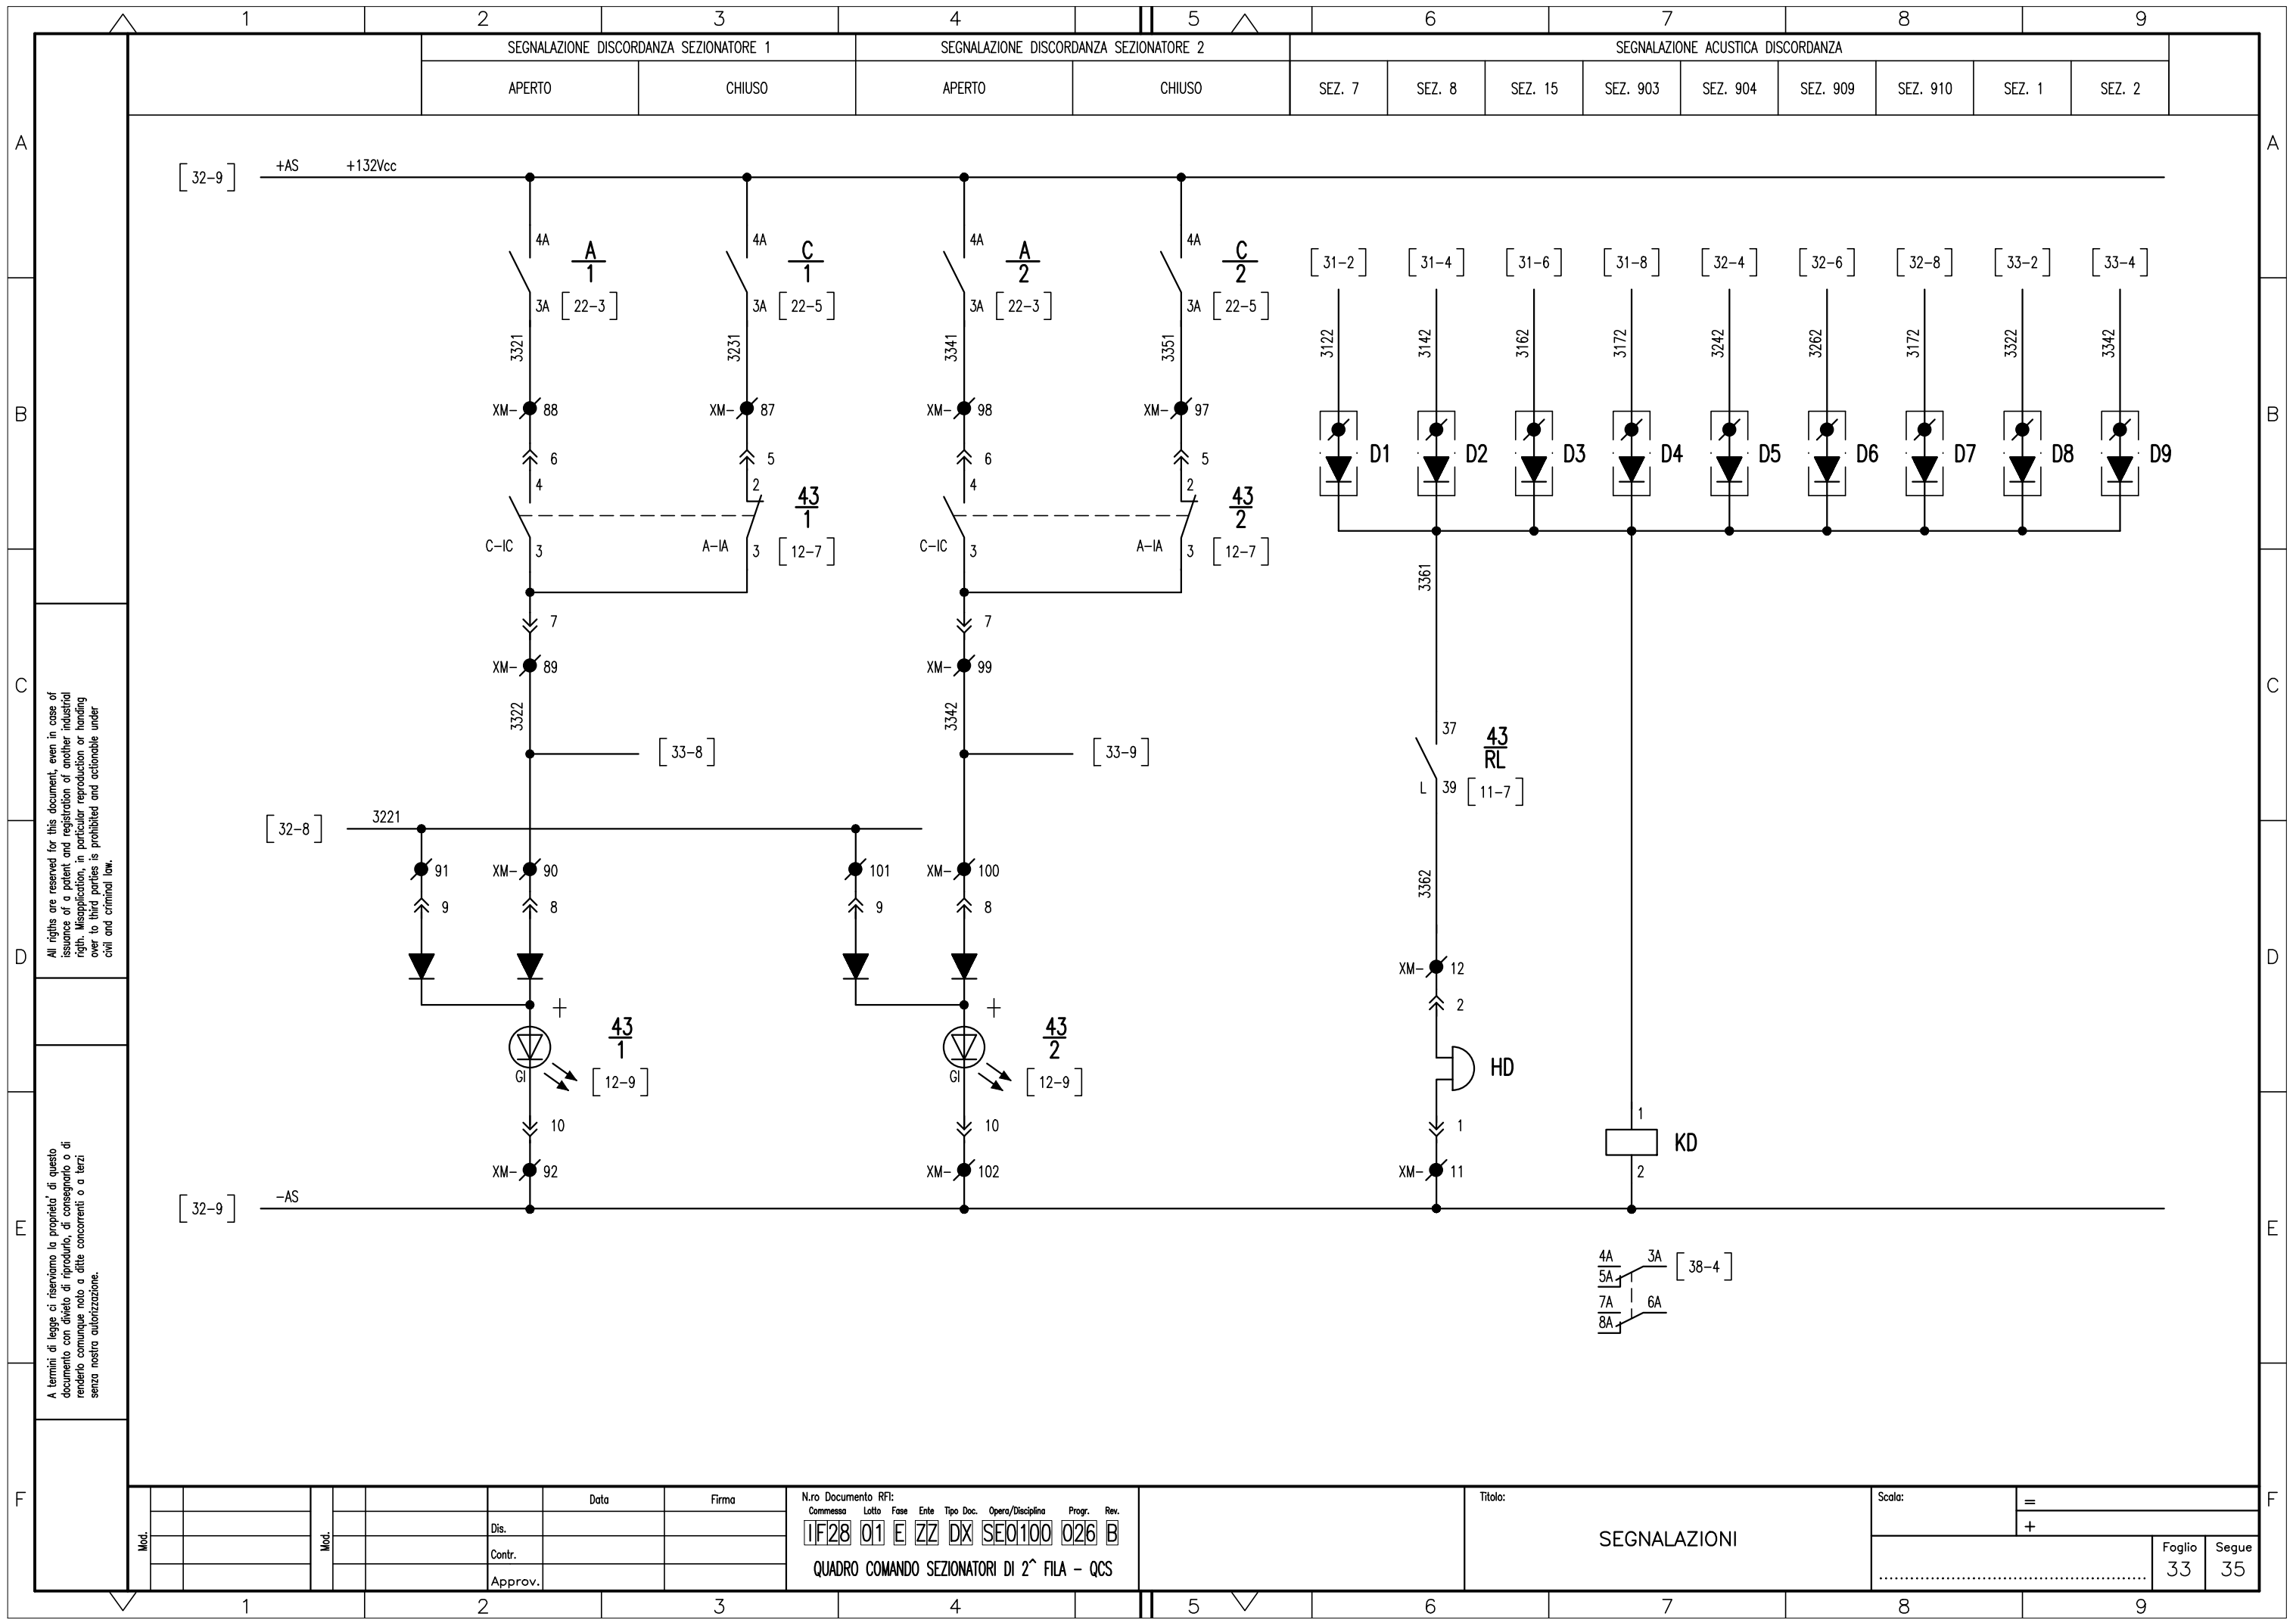 1 2 3 4 5 6 7 8 9
SEGNALAZIONE DISCORDANZA SEZIONATORE 1
SEGNALAZIONE DISCORDANZA SEZIONATORE 2
SEGNALAZIONE ACUSTICA DISCORDANZA
APERTO CHIUSO APERTO CHIUSO SEZ. 7 SEZ. 8 SEZ. 15 SEZ. 903 SEZ. 904 SEZ. 909 SEZ. 910 SEZ. 1 SEZ. 2
A A
32-9 +AS +132Vcc
4A A 4A C 4A A 4A C
1 1 2 2
31-2 31-4 31-6 31-8 32-4 32-6 32-8 33-2 33-4
3A 22-3 3A 22-5 3A 22-3 3A 22-5
3321 3231 3341 3351 3122 3142 3162 3172 3242 3262 3172 3322 3342
B B
XM- 88 XM- 87 XM- 98 XM- 97
6 5 6 5
D1 D2 D3 D4 D5 D6 D7 D8 D9
4 2 43 4 2 43
1 2
C-IC 3 A-IA 3 12-7 C-IC 3 A-IA 3 12-7
3361
7 7
XM- 89 XM- 99
C C
3322 3342
33-8 33-9
37 43
RL
L 39 11-7
32-8 3221
91 XM- 90 101 XM- 100
3362
9 8 9 8
D D
XM- 12
2
+ 43 + 43
1 2
GI 12-9 GI 12-9
HD
10 10 1 1
KD
XM- 92 XM- 102 XM- 11 2
32-9 -AS
E E
4A 3A 38-4
5A
7A 6A
8A
All rigths are reserved for this document, even in case of
issuance of a patent and registration of another industrial
rigth. Misapplication, in particular reproduction or handing
over to third parties is prohibited and actionable under
civil and criminal law.
A termini di legge ci riserviamo la proprieta' di questo
documento con divieto di riprodurlo, di consegnarlo o di
renderlo comunque noto a ditte concorrenti o a terzi
senza nostra autorizzazione.
F F
Mod. Mod.
Data Firma
Dis.
Contr.
Approv.
N.ro Documento RFI:
Commessa Lotto Fase Ente Tipo Doc. Opera/Disciplina Progr. Rev.
IF28 01 E ZZ DX SE0100 026 B
QUADRO COMANDO SEZIONATORI DI 2^ FILA - QCS
Titolo:
SEGNALAZIONI
Scala:
=
+
Foglio Segue
33 35
1 2 3 4 5 6 7 8 9